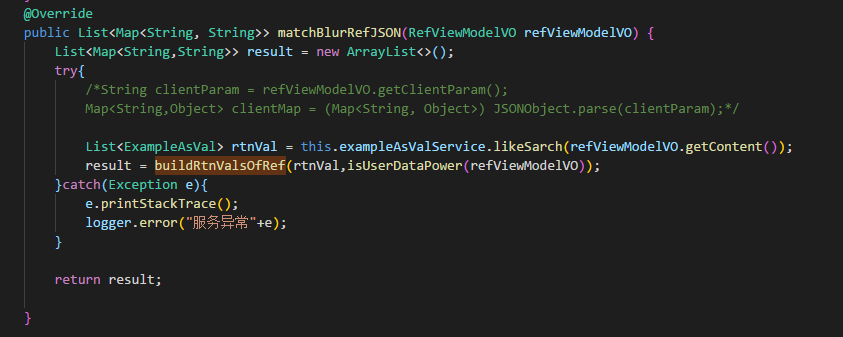 @Override
public List<Map<String, String>> matchBlurRefJSON(RefViewModelVO refViewModelVO) {
List<Map<String,String>> result = new ArrayList<>();
try{
/*String clientParam = refViewModelVO.getClientParam();
Map<String,Object> clientMap = (Map<String, Object>) JSONObject.parse(clientParam);*/
List<ExampleAsVal> rtnVal = this.exampleAsValService.likeSarch(refViewModelVO.getContent());
result = buildRtnValsOfRef(rtnVal,isUserDataPower(refViewModelVO));
}catch(Exception e){
e.printStackTrace();
logger.error("服务异常"+e);
}
return result;
}